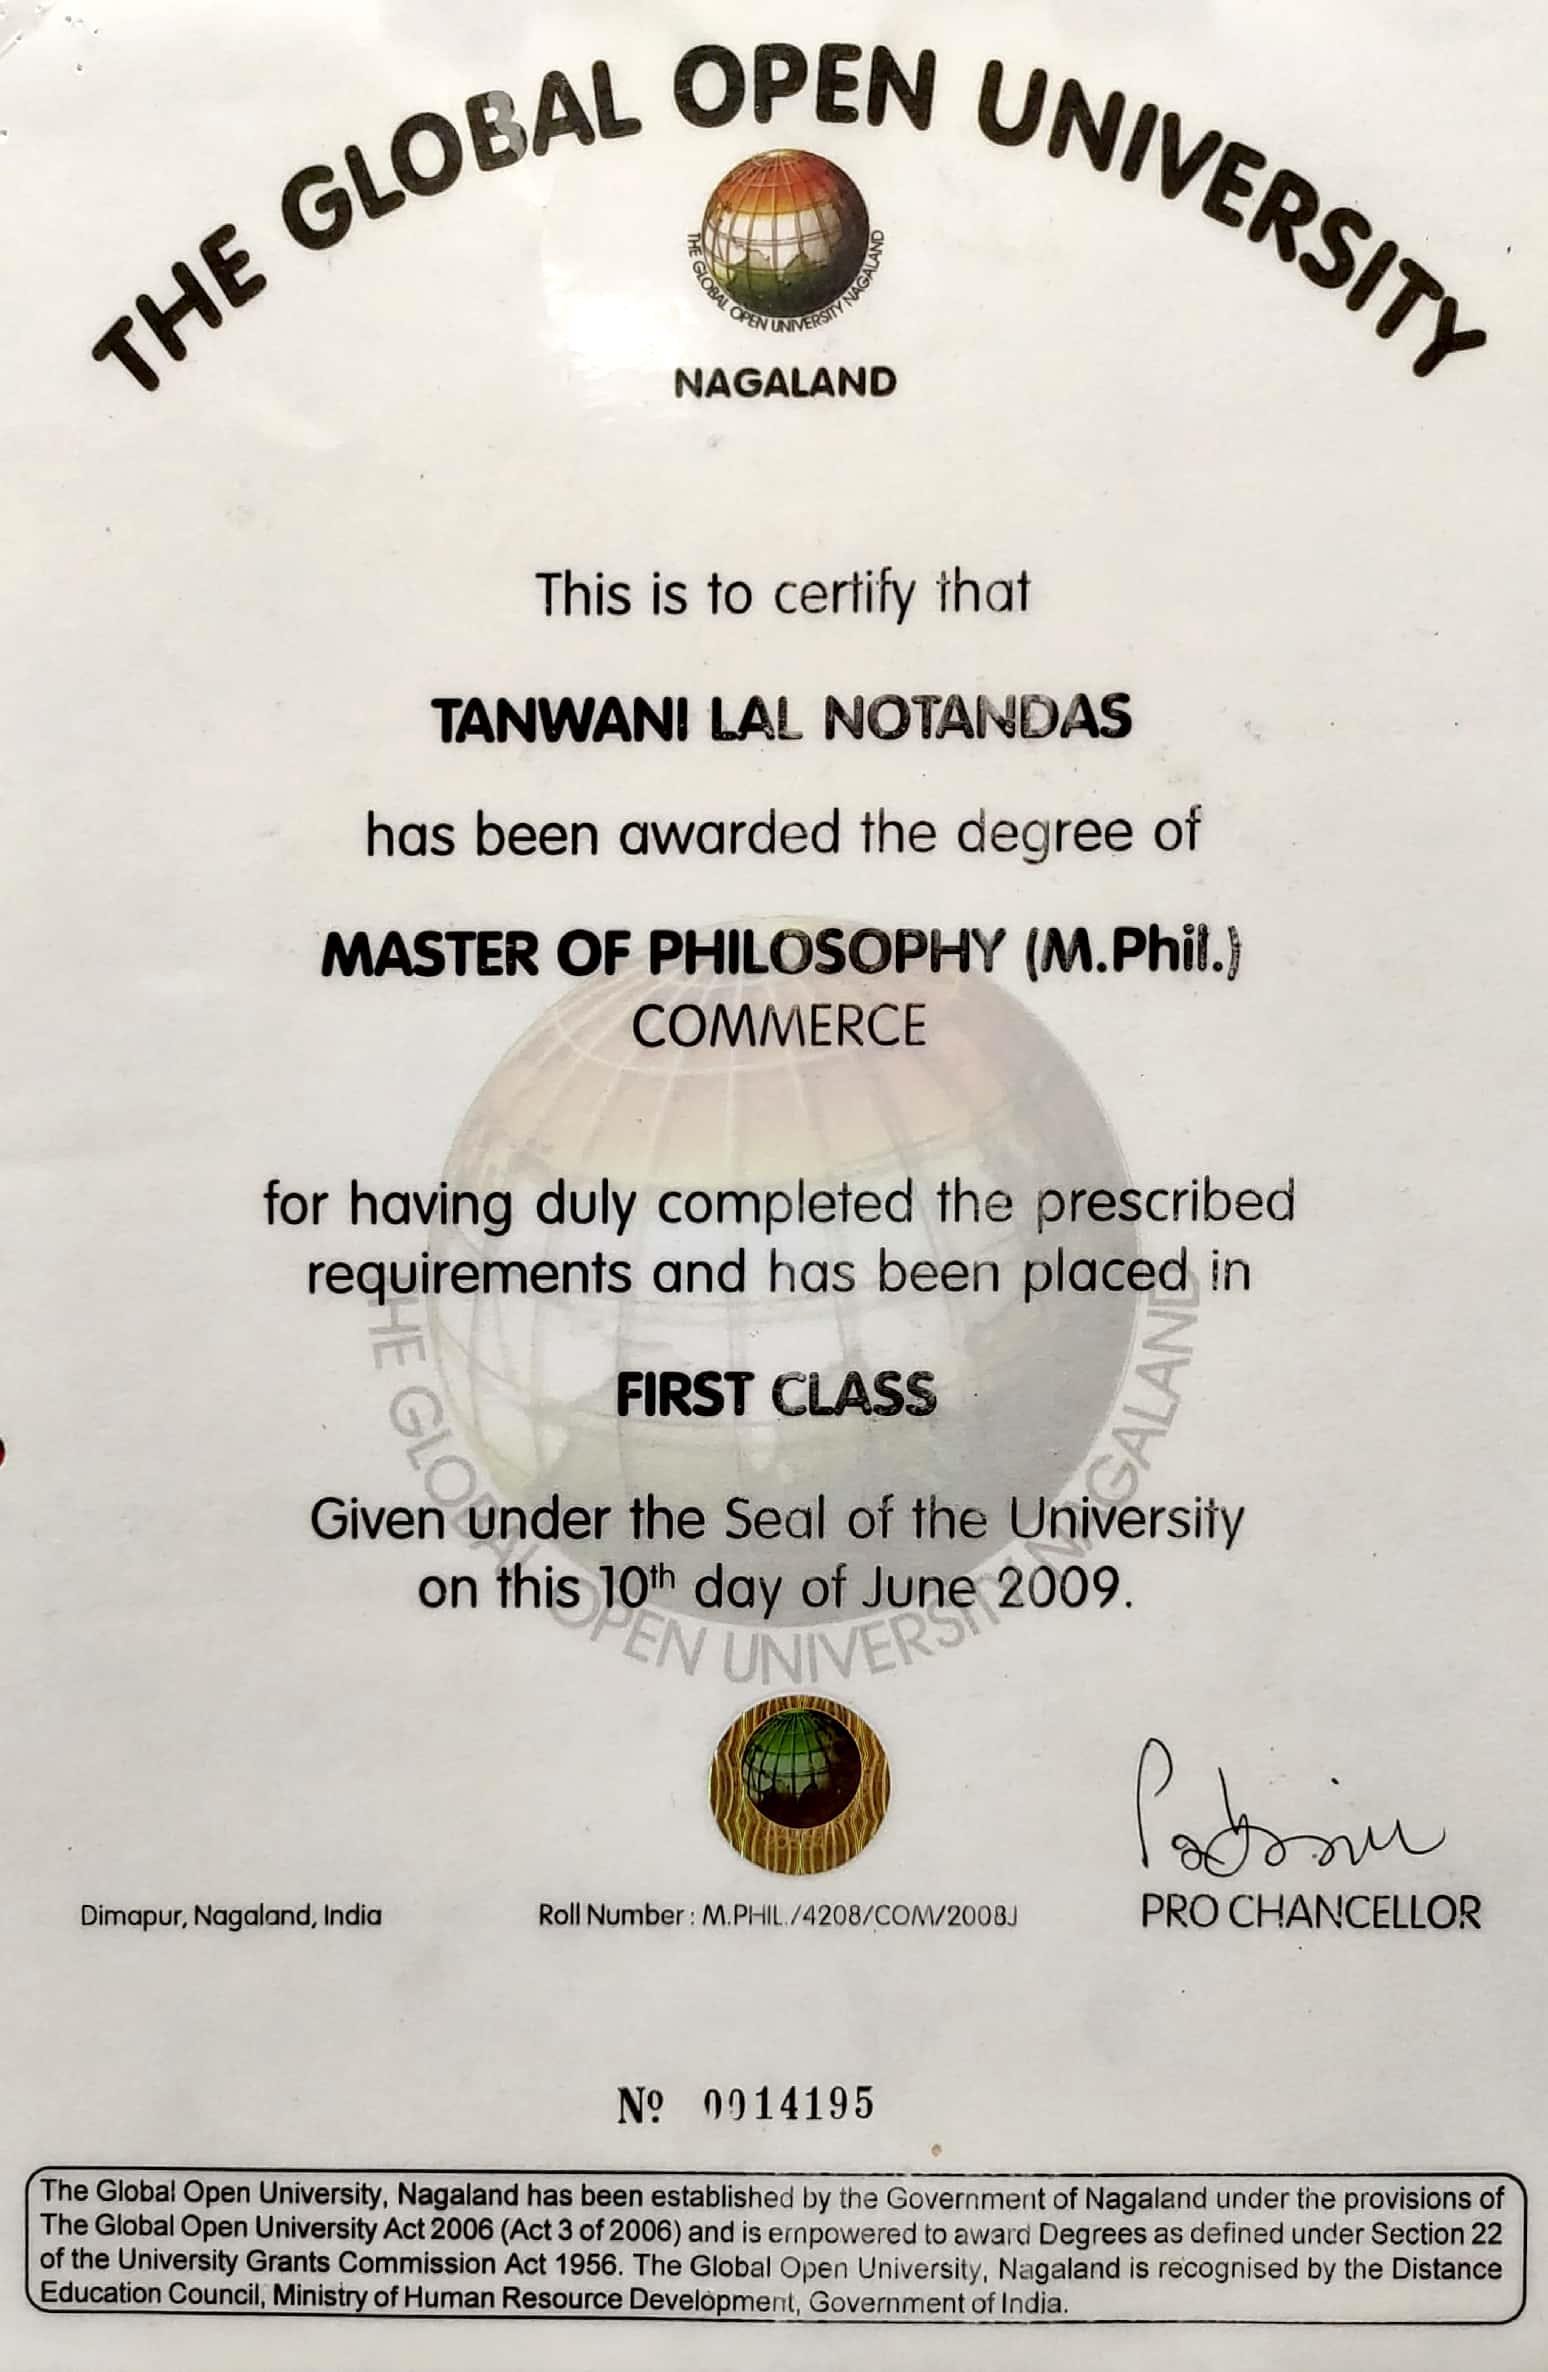 THE GLOBAL OPEN UNIVERSITY
THE GLOBAL OPEN UNIVERSITY NAGALAND
NAGALAND
This is to certify that
TANWANI LAL NOTANDAS
has been awarded the degree of
MASTER OF PHILOSOPHY (M.Phil.)
COMMERCE
for having duly completed the prescribed
requirements and has been placed in
FIRST CLASS
Given under the Seal of the University
on this 10th day of June 2009.
THE GLOBAL OPEN UNIVERSITY NAGALAND
Dimapur, Nagaland, India
Roll Number : M.PHIL./4208/COM/2008J
PRO CHANCELLOR
Nº 0014195
The Global Open University, Nagaland has been established by the Government of Nagaland under the provisions of
The Global Open University Act 2006 (Act 3 of 2006) and is empowered to award Degrees as defined under Section 22
of the University Grants Commission Act 1956. The Global Open University, Nagaland is recognised by the Distance
Education Council, Ministry of Human Resource Development, Government of India.